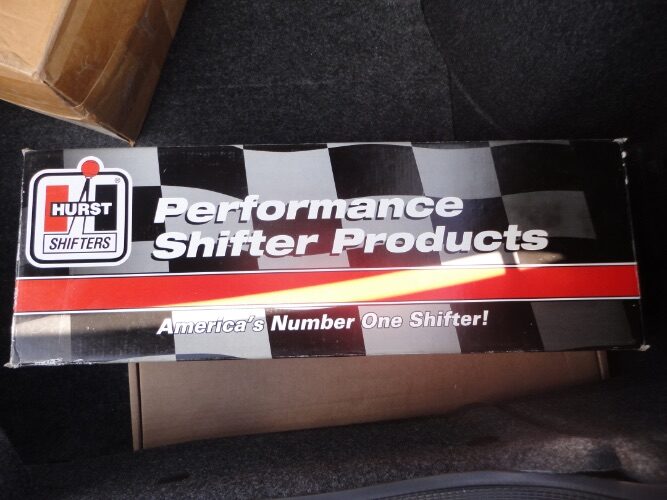 HURST
®
SHIFTERS
Performance
Shifter Products
America's Number One Shifter!